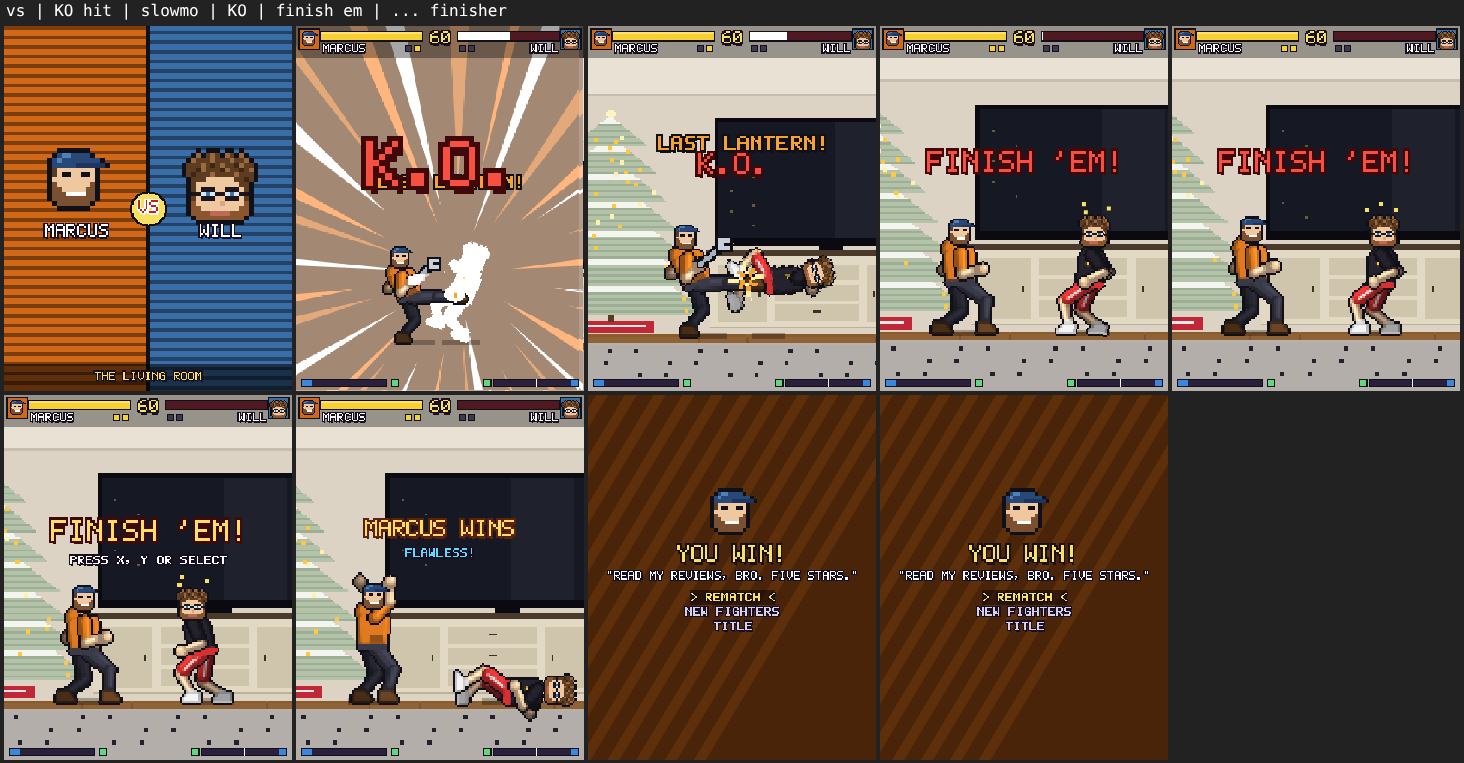 vs | KO hit | slowmo | KO | finish em | ... finisher
VS
MARCUS
WILL
THE LIVING ROOM
60
MARCUS
WILL
K.O.
60
MARCUS
WILL
LAST LANTERN!
K.O.
60
MARCUS
WILL
FINISH 'EM!
60
MARCUS
WILL
FINISH 'EM!
60
MARCUS
WILL
FINISH 'EM!
PRESS X, Y OR SELECT
60
MARCUS
WILL
MARCUS WINS
FLAWLESS!
YOU WIN!
"READ MY REVIEWS, BRO. FIVE STARS."
> REMATCH <
NEW FIGHTERS
TITLE
YOU WIN!
"READ MY REVIEWS, BRO. FIVE STARS."
> REMATCH <
NEW FIGHTERS
TITLE